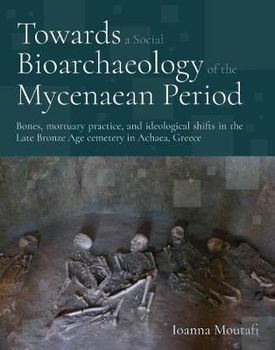 Towards a Social
Bioarchaeology of the
Mycenaean Period
Bones, mortuary practice, and ideological shifts in the
Late Bronze Age cemetery in Achaea, Greece
Ioanna Moutafi